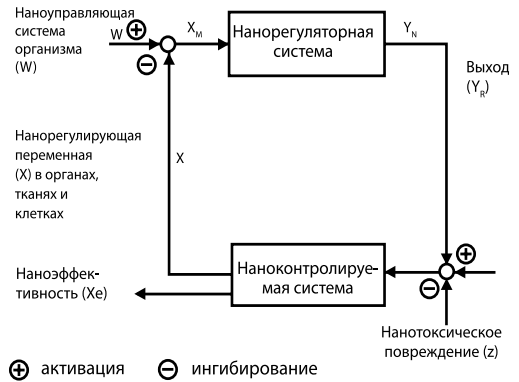 Наноуправляющая
система
организма
(W)
W
X_M
Нанорегуляторная
система
Y_N
Выход
(Y_R)
Нанорегулирующая
переменная
(X) в органах,
тканях и
клетках
X
Наноэффек-
тивность (Xe)
Наноконтролируе-
мая система
Нанотоксическое
повреждение (z)
активация
ингибирование